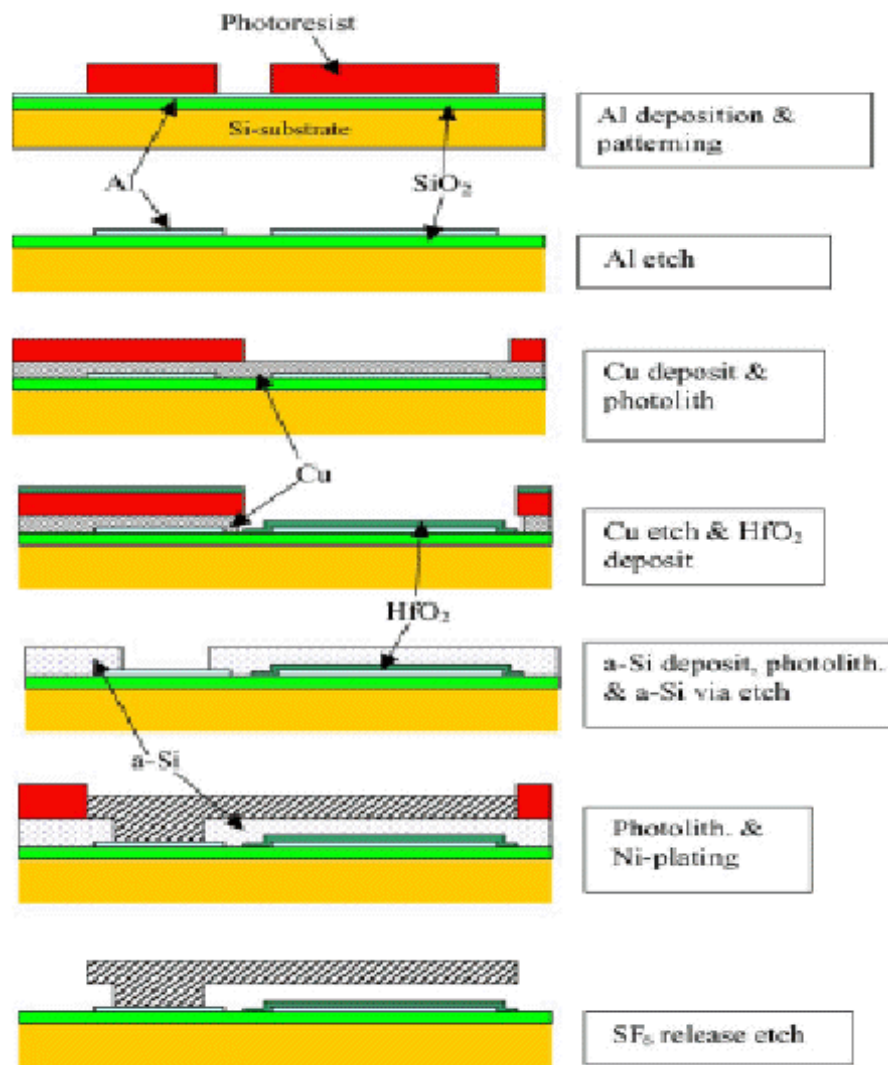 Photoresist
Si-substrate
Al deposition &
patterning
Al
SiO₂
Al etch
Cu deposit &
photolith
Cu
Cu etch & HfO₂
deposit
HfO₂
a-Si deposit, photolith.
& a-Si via etch
a-Si
Photolith. &
Ni-plating
SF₆ release etch